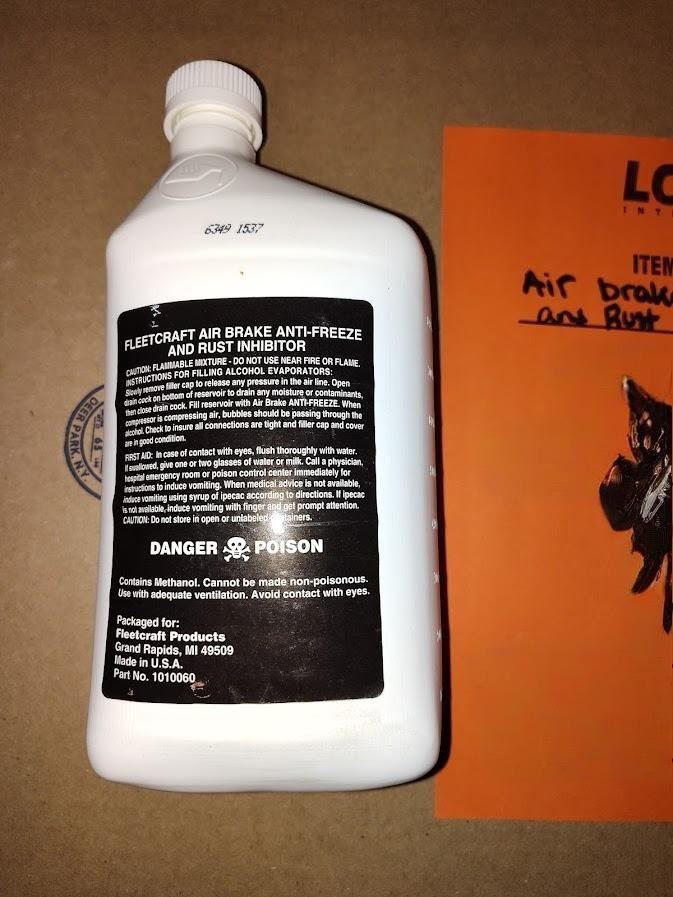 6349 1537
FLEETCRAFT AIR BRAKE ANTI-FREEZE
AND RUST INHIBITOR
CAUTION: FLAMMABLE MIXTURE - DO NOT USE NEAR FIRE OR FLAME.
INSTRUCTIONS FOR FILLING ALCOHOL EVAPORATORS:
Slowly remove filler cap to release any pressure in the air line. Open
drain cock on bottom of reservoir to drain any moisture or contaminants,
then close drain cock. Fill reservoir with Air Brake ANTI-FREEZE. When
compressor is compressing air, bubbles should be passing through the
alcohol. Check to insure all connections are tight and filler cap and cover
are in good condition.
FIRST AID: In case of contact with eyes, flush thoroughly with water.
If swallowed, give one or two glasses of water or milk. Call a physician,
hospital emergency room or poison control center immediately for
instructions to induce vomiting. When medical advice is not available,
induce vomiting using syrup of ipecac according to directions. If ipecac
is not available, induce vomiting with finger and get prompt attention.
CAUTION: Do not store in open or unlabeled
DANGER POISON
Contains Methanol. Cannot be made non-poisonous.
Use with adequate ventilation. Avoid contact with eyes.
Packaged for:
Fleetcraft Products
Grand Rapids, MI 49509
Made in U.S.A.
Part No. 1010060
LO
INT
ITEM
Air brake
and Rust
DEER PARK,